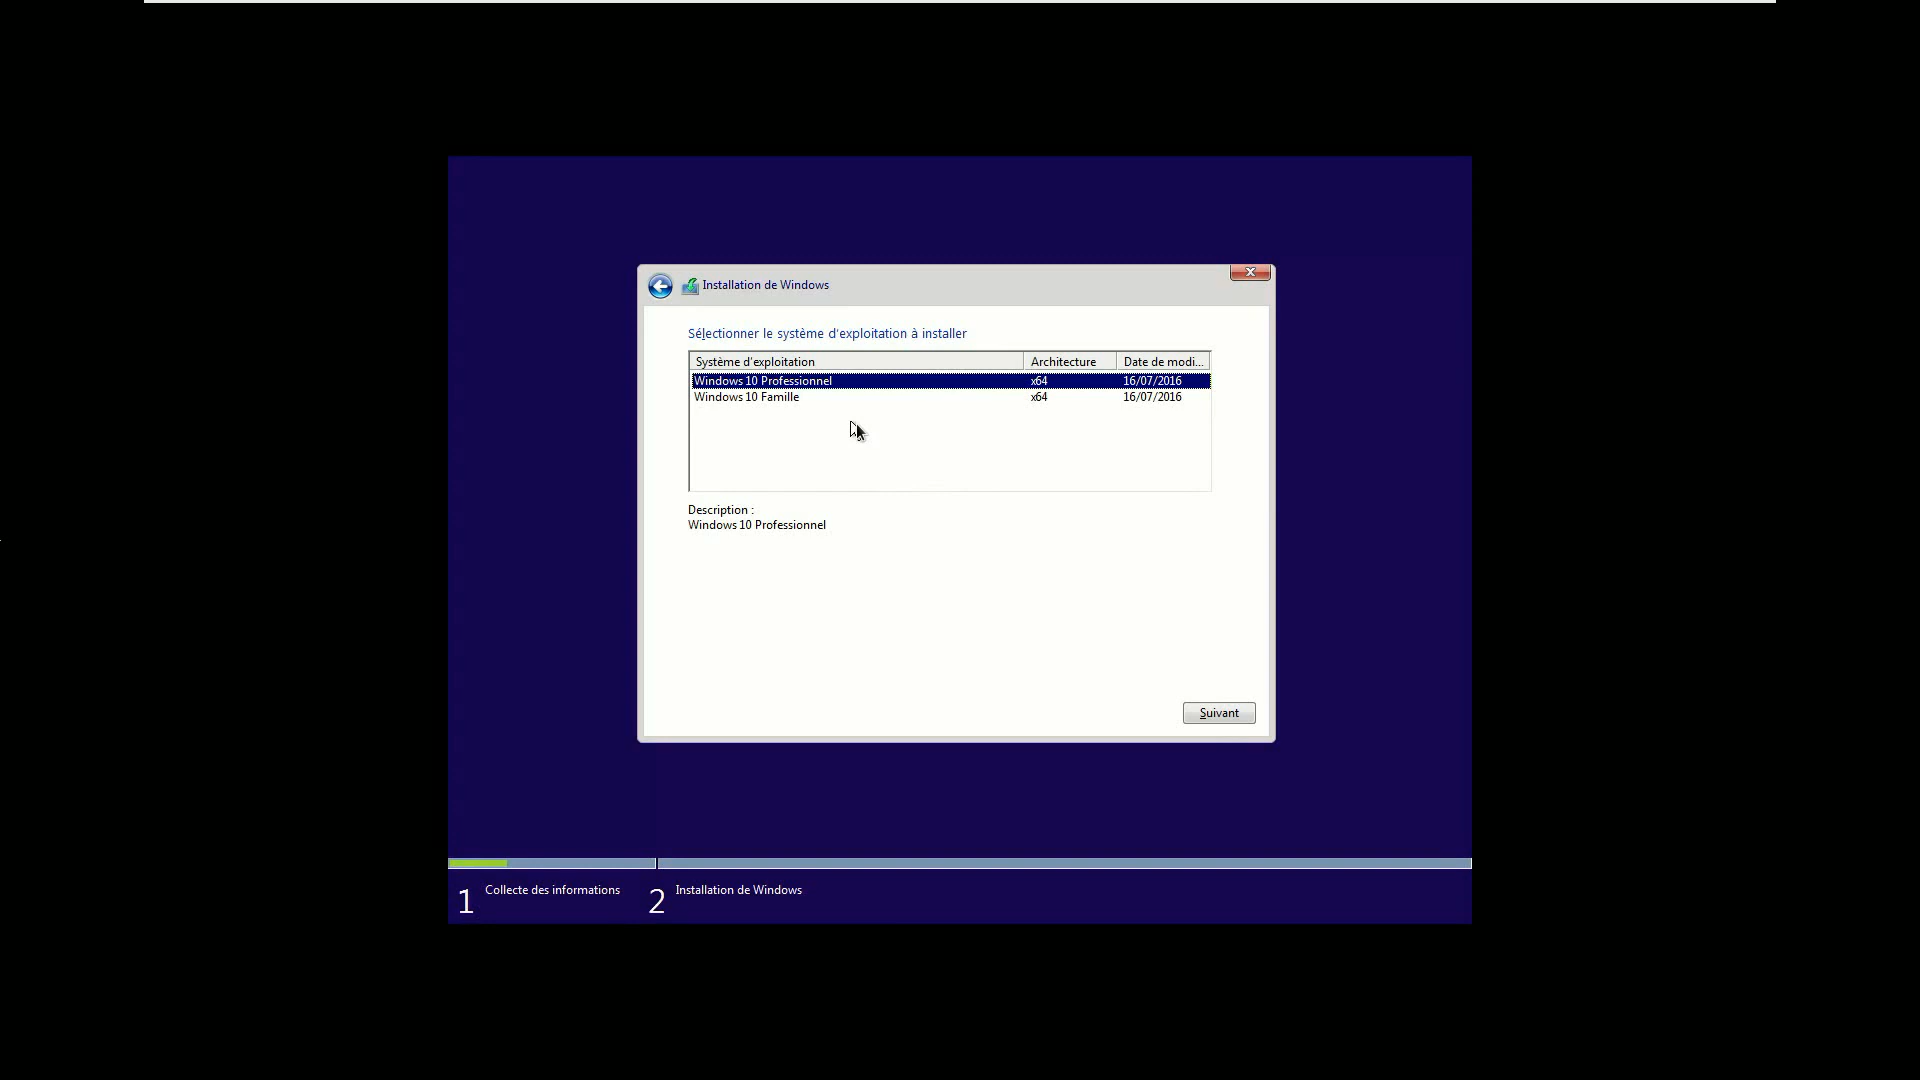 Installation de Windows
Sélectionner le système d'exploitation à installer
Système d'exploitation Architecture Date de modi...
Windows 10 Professionnel x64 16/07/2016
Windows 10 Famille x64 16/07/2016
Description :
Windows 10 Professionnel
Suivant
1 Collecte des informations 2 Installation de Windows